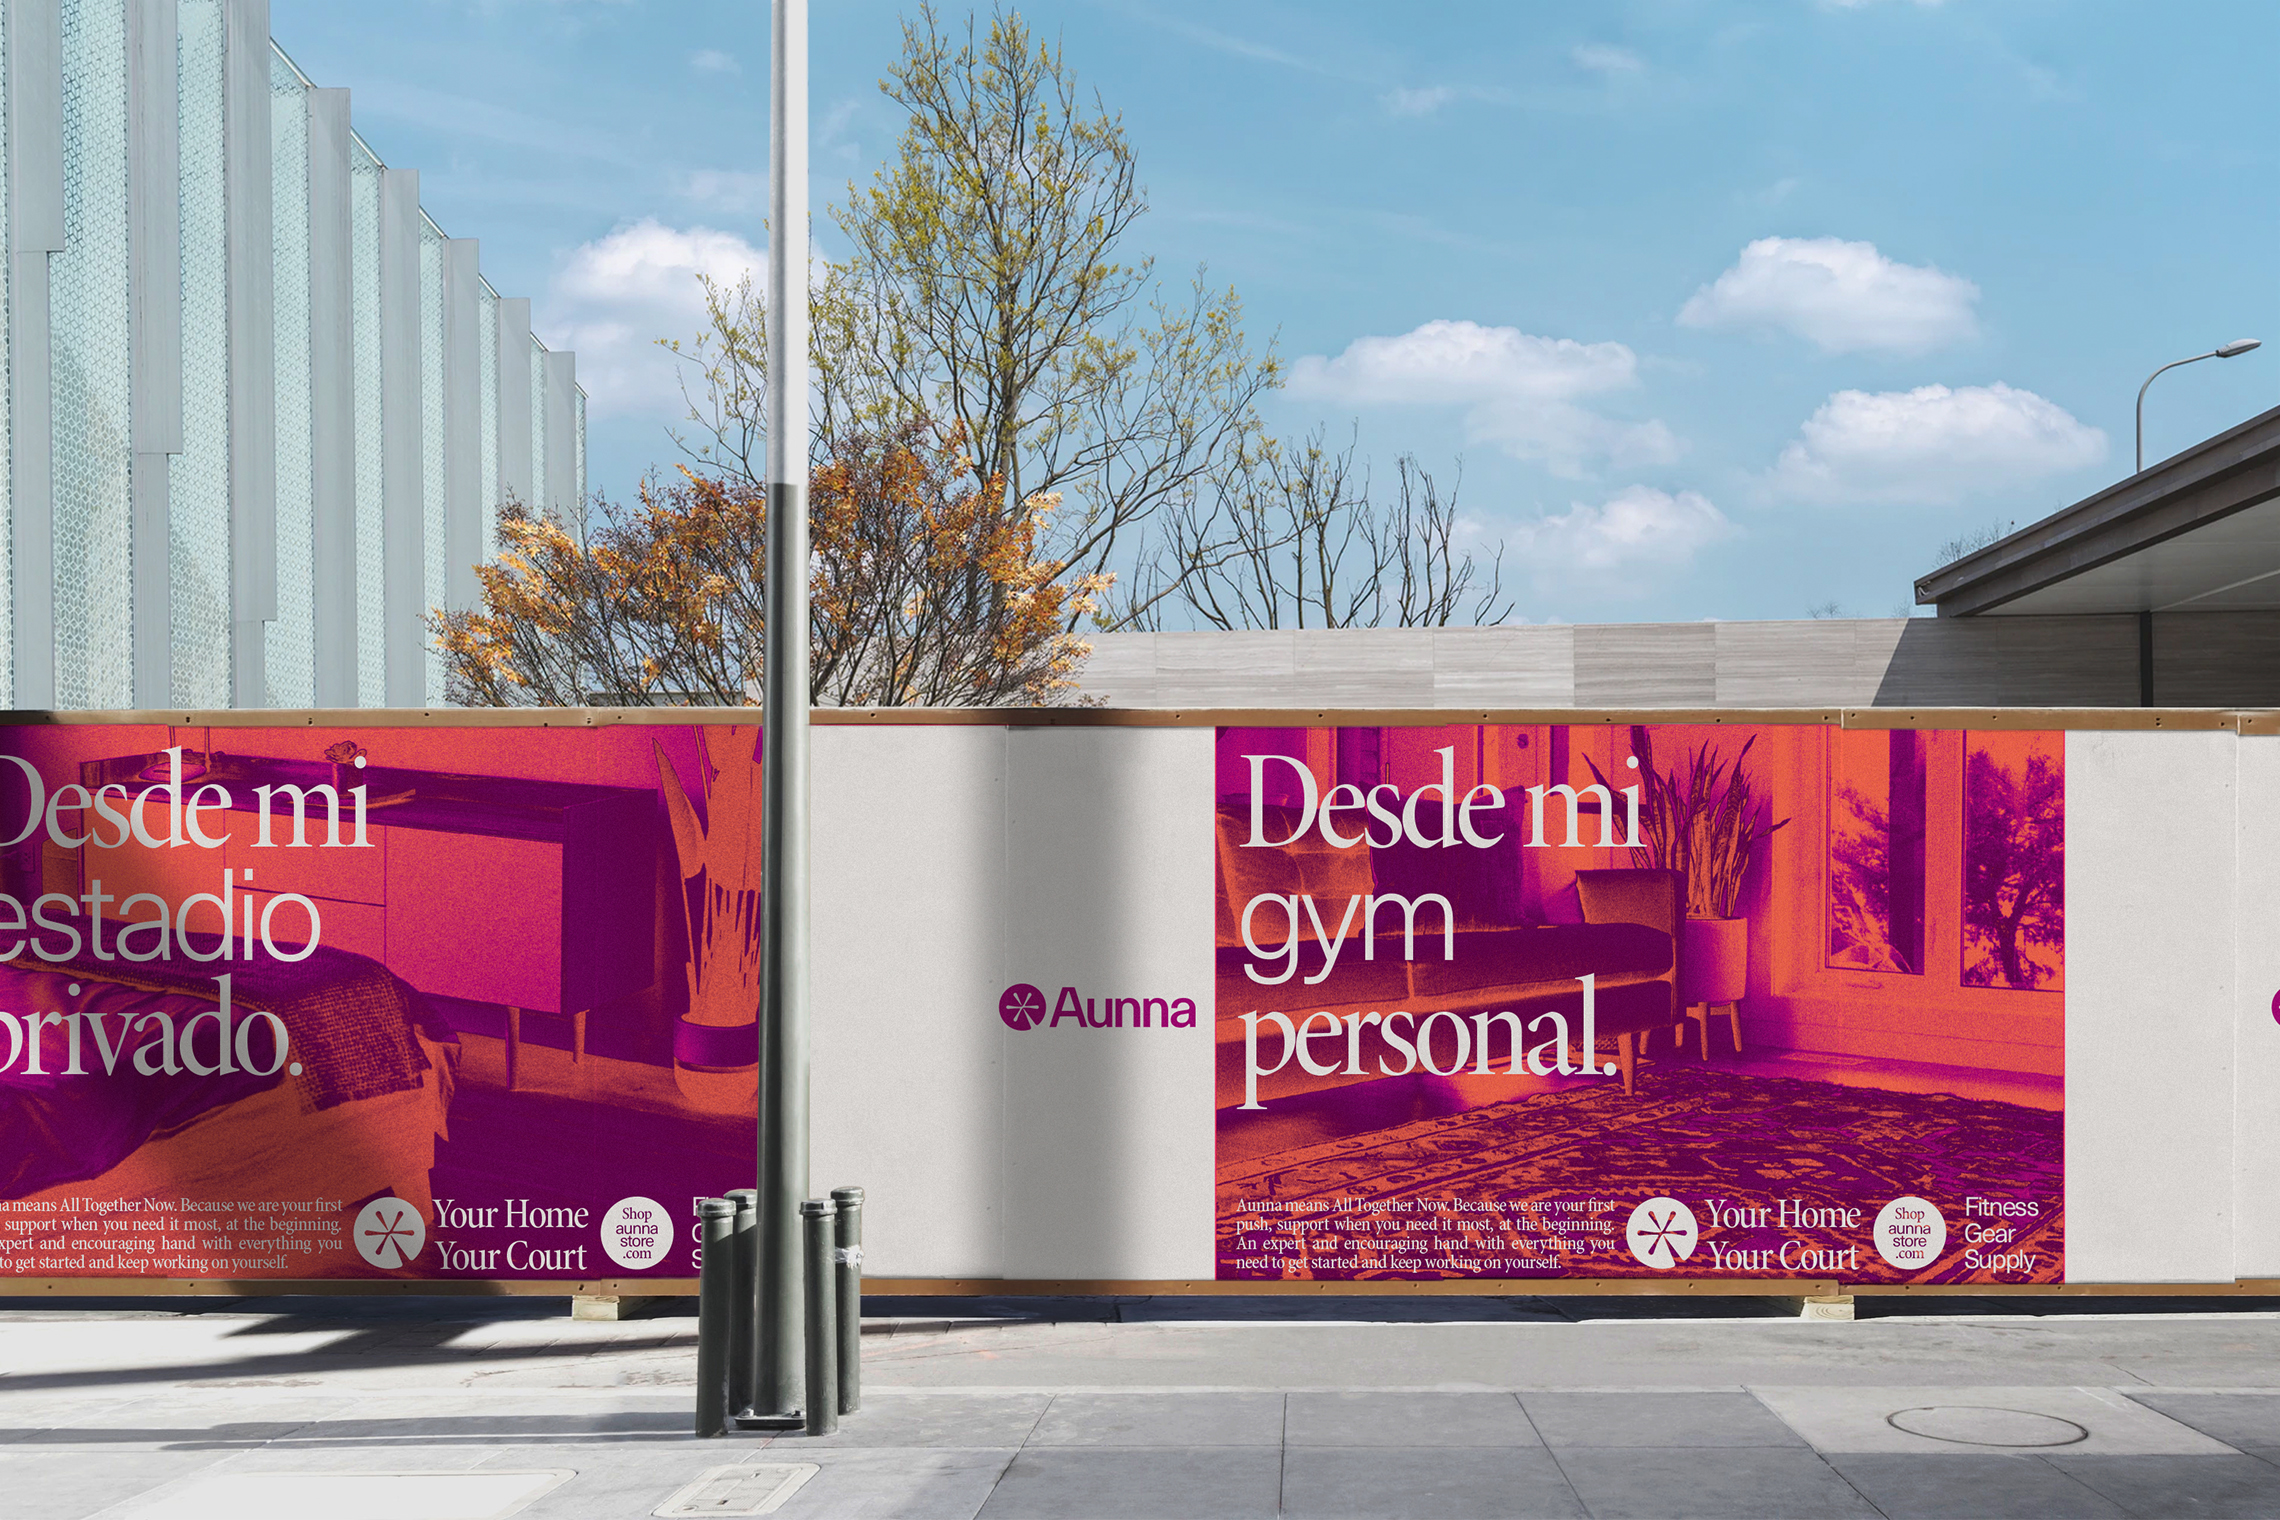 Desde mi
estadio
privado.
means All Together Now. Because we are your first
support when you need it most, at the beginning.
and encouraging hand with everything you
to get started and keep working on yourself.
Your Home
Your Court
Shop
aunna
store
.com
Aunna
Desde mi
gym
personal.
Aunna means All Together Now. Because we are your first
push, support when you need it most, at the beginning.
An expert and encouraging hand with everything you
need to get started and keep working on yourself.
Your Home
Your Court
Shop
aunna
store
.com
Fitness
Gear
Supply